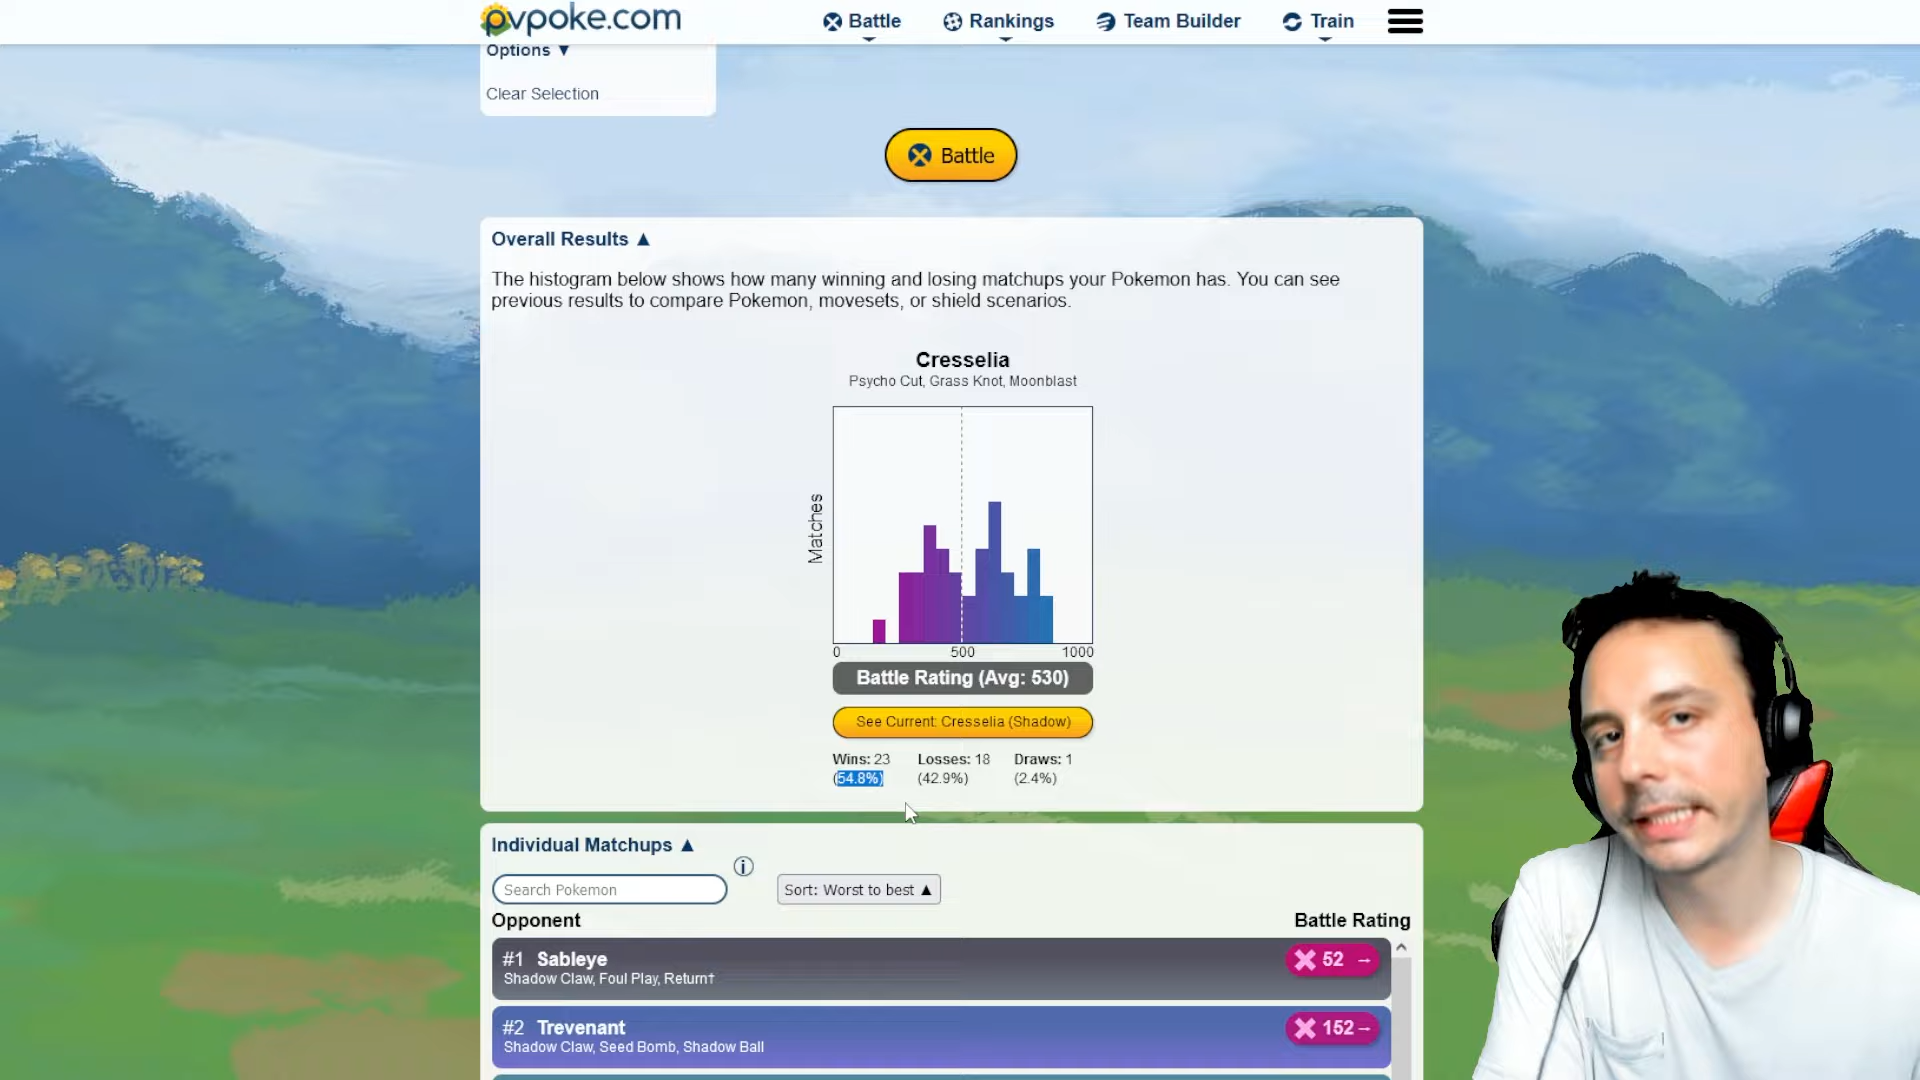 pvpoke.com
Battle
Rankings
Team Builder
Train
Options ▼
Clear Selection
Battle
Overall Results ▲
The histogram below shows how many winning and losing matchups your Pokemon has. You can see
previous results to compare Pokemon, movesets, or shield scenarios.
Cresselia
Psycho Cut, Grass Knot, Moonblast
Matches
0 500 1000
Battle Rating (Avg: 530)
See Current: Cresselia (Shadow)
Wins: 23 Losses: 18 Draws: 1
(54.8%) (42.9%) (2.4%)
Individual Matchups ▲
i
Search Pokemon
Sort: Worst to best ▲
Opponent Battle Rating
#1 Sableye 52 →
Shadow Claw, Foul Play, Return†
#2 Trevenant 152 →
Shadow Claw, Seed Bomb, Shadow Ball